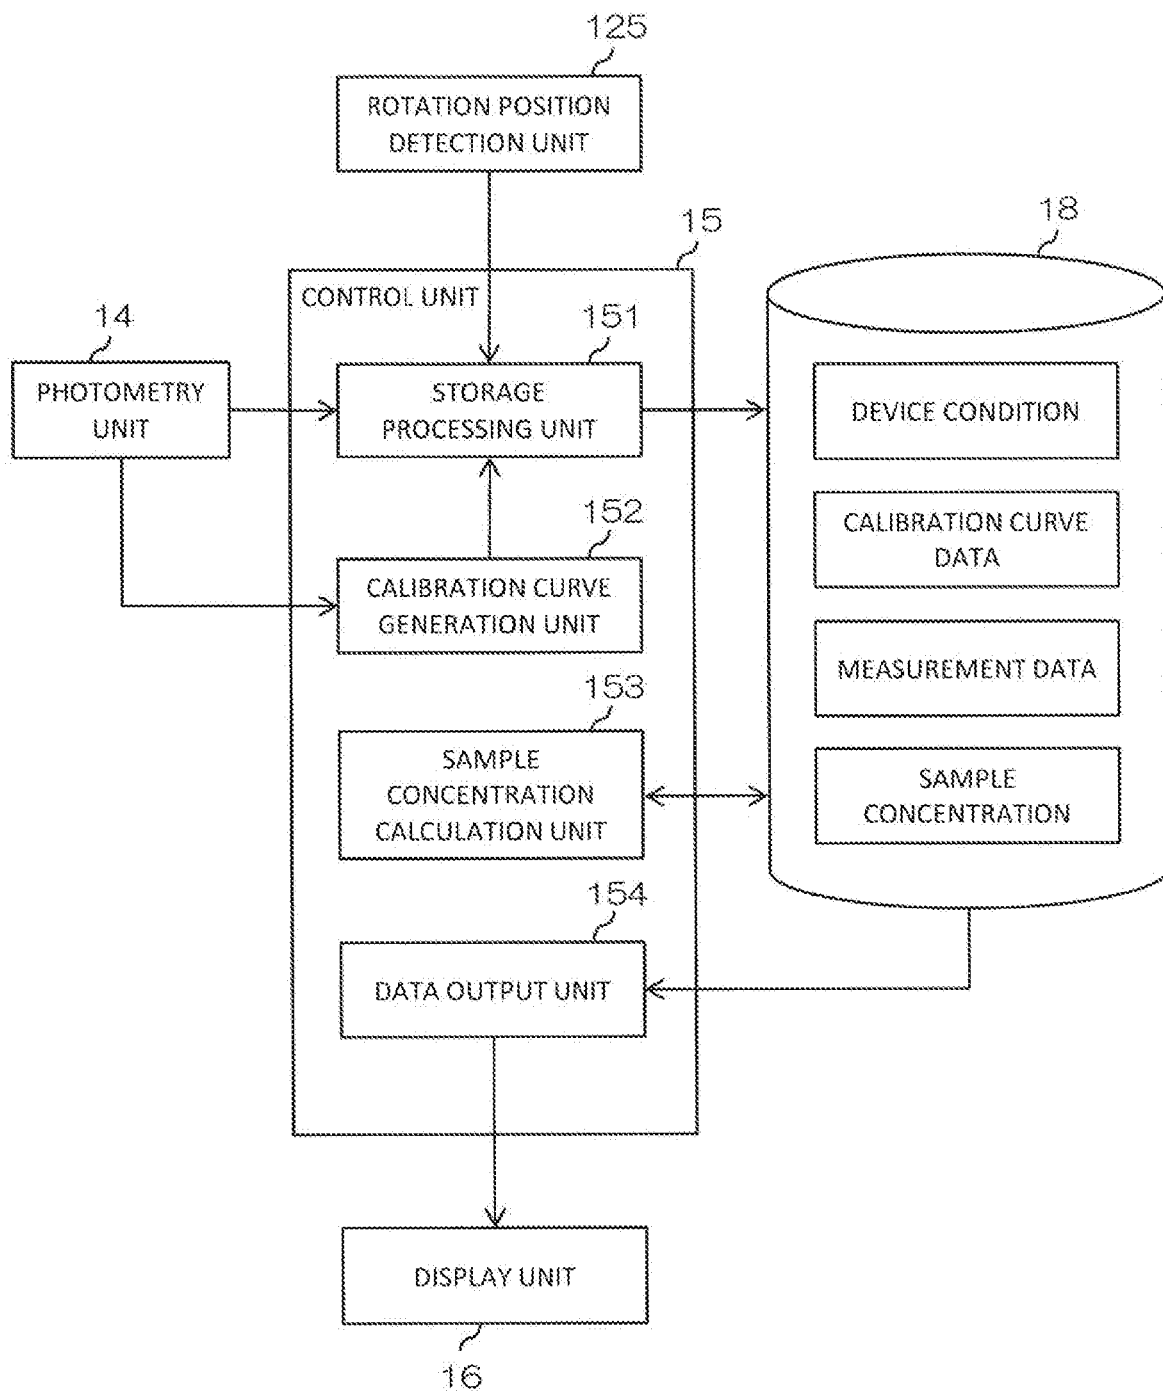 125
ROTATION POSITION
DETECTION UNIT
15
18
CONTROL UNIT
14
PHOTOMETRY
UNIT
151
STORAGE
PROCESSING UNIT
DEVICE CONDITION
152
CALIBRATION CURVE
GENERATION UNIT
CALIBRATION CURVE
DATA
MEASUREMENT DATA
153
SAMPLE
CONCENTRATION
CALCULATION UNIT
SAMPLE
CONCENTRATION
154
DATA OUTPUT UNIT
DISPLAY UNIT
16